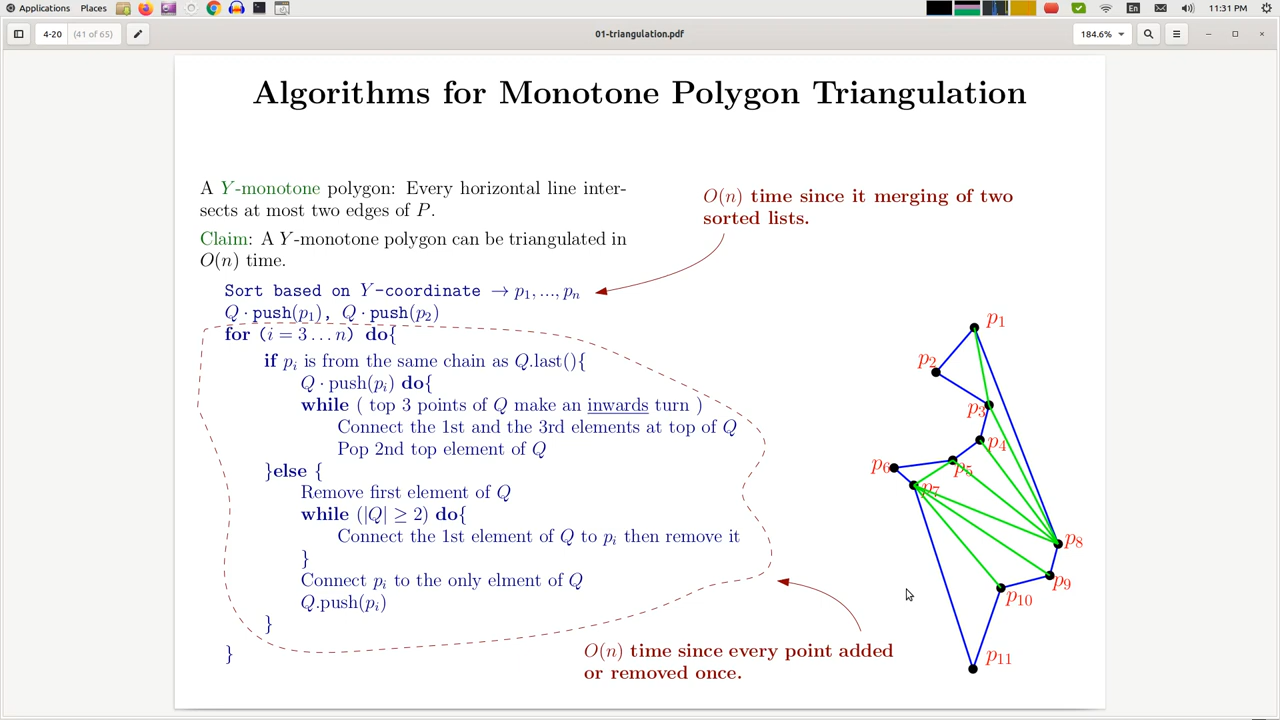 Applications Places En 11:31 PM
4-20 (41 of 65) 01-triangulation.pdf 184.6%
Algorithms for Monotone Polygon Triangulation
A Y-monotone polygon: Every horizontal line inter-
sects at most two edges of P.
Claim: A Y-monotone polygon can be triangulated in
O(n) time.
O(n) time since it merging of two
sorted lists.
Sort based on Y-coordinate → p₁, ..., pₙ
Q · push(p₁), Q · push(p₂)
for (i = 3 … n) do{
if pᵢ is from the same chain as Q.last(){
Q · push(pᵢ) do{
while ( top 3 points of Q make an inwards turn )
Connect the 1st and the 3rd elements at top of Q
Pop 2nd top element of Q
}else {
Remove first element of Q
while (|Q| ≥ 2) do{
Connect the 1st element of Q to pᵢ then remove it
}
Connect pᵢ to the only elment of Q
Q.push(pᵢ)
}
}
O(n) time since every point added
or removed once.
p₁
p₂
p₃
p₄
p₅
p₆
p₇
p₈
p₉
p₁₀
p₁₁